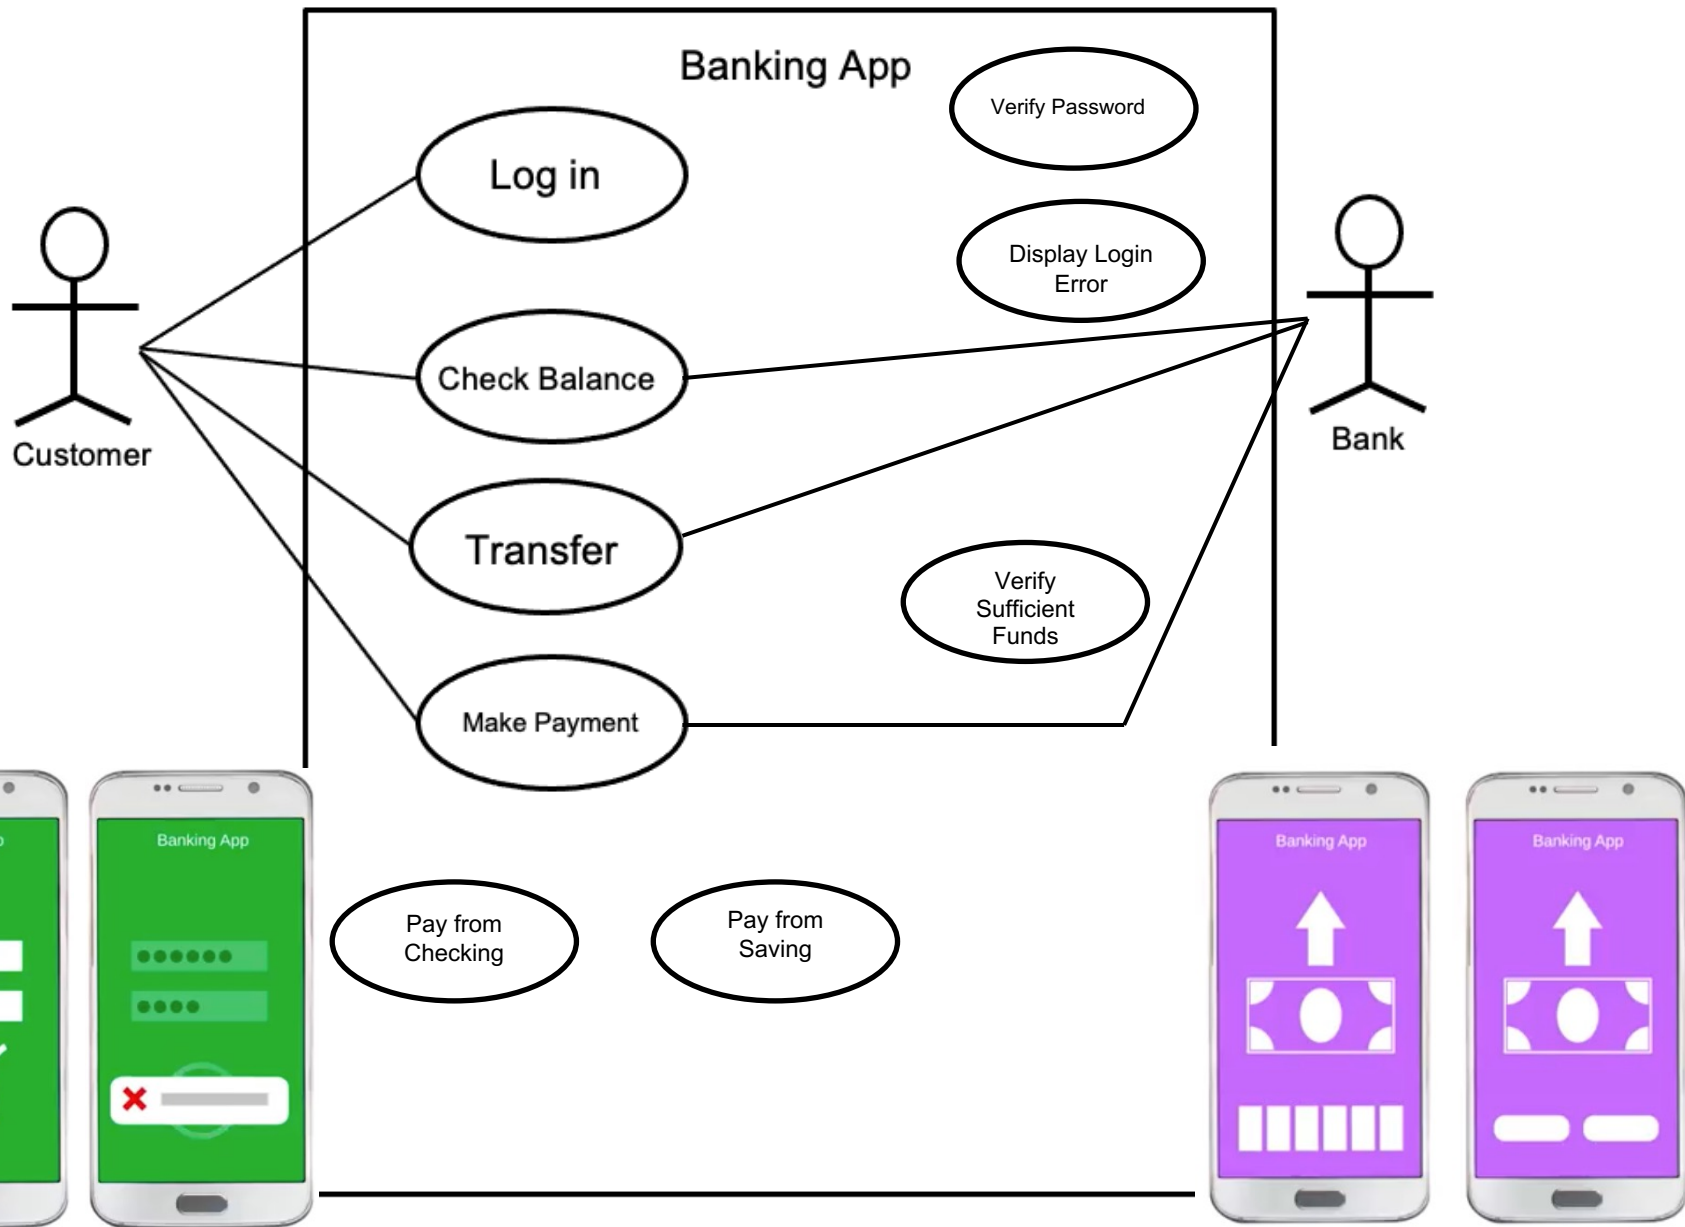 Banking App
Verify Password
Log in
Display Login
Error
Check Balance
Customer
Bank
Transfer
Verify
Sufficient
Funds
Make Payment
Banking App
Banking App
Banking App
Pay from
Checking
Pay from
Saving